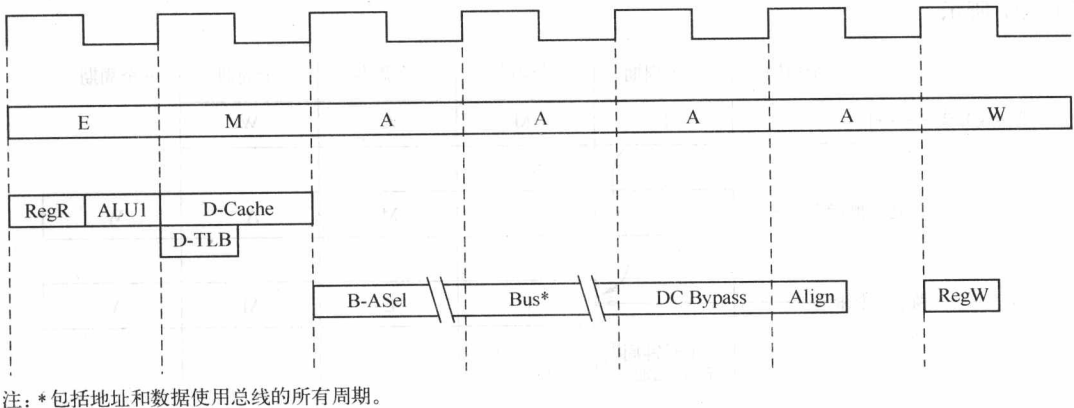 E M A A A A W
RegR ALU1 D-Cache
D-TLB
B-ASel Bus* DC Bypass Align RegW
注：*包括地址和数据使用总线的所有周期。